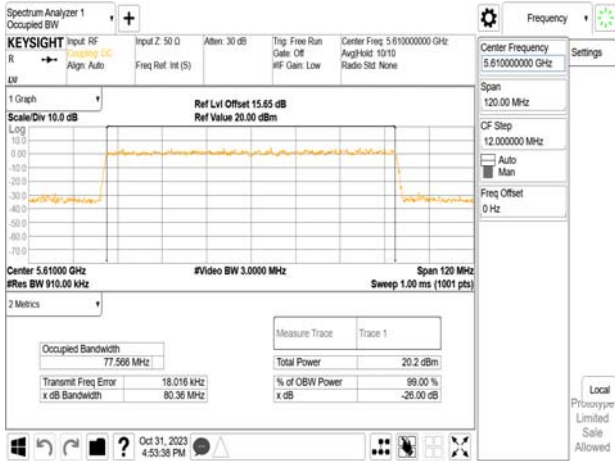 Spectrum Analyzer 1
Occupied BW
Frequency
KEYSIGHT
R
LV
Input: RF
Coupling: DC
Align: Auto
Input Z: 50 Ω
Freq Ref: Int (S)
Atten: 30 dB
Trig: Free Run
Gate: Off
#IF Gain: Low
Center Freq: 5.610000000 GHz
Avg|Hold: 10/10
Radio Std: None
Center Frequency
5.610000000 GHz
Settings
Span
120.00 MHz
CF Step
12.000000 MHz
Auto
Man
Freq Offset
0 Hz
1 Graph
Scale/Div 10.0 dB
Ref Lvl Offset 15.65 dB
Ref Value 20.00 dBm
Log
10.0
0.00
-10.0
-20.0
-30.0
-40.0
-50.0
-60.0
-70.0
Center 5.61000 GHz
#Res BW 910.00 kHz
#Video BW 3.0000 MHz
Span 120 MHz
Sweep 1.00 ms (1001 pts)
2 Metrics
Measure Trace Trace 1
Occupied Bandwidth
77.566 MHz
Total Power 20.2 dBm
Transmit Freq Error 18.016 kHz
% of OBW Power 99.00 %
x dB Bandwidth 80.36 MHz
x dB -26.00 dB
Local
Prototype
Limited
Sale
Allowed
?
Oct 31, 2023
4:53:38 PM